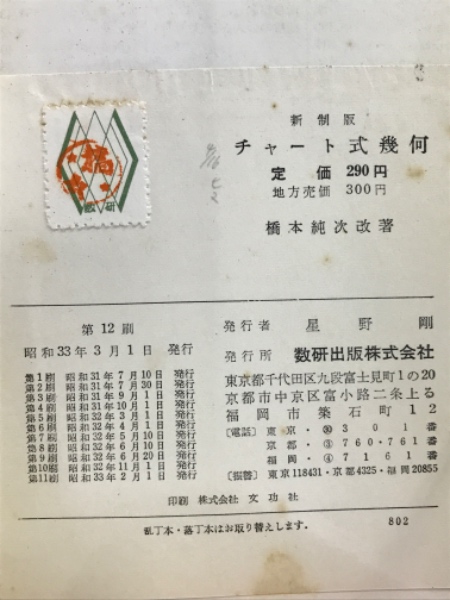 新制版
チャート式幾何
定価 290円
地方売価 300円
橋本純次改著
数研
第12刷
昭和33年3月1日 発行
第1刷 昭和31年7月10日 発行
第2刷 昭和31年7月30日 発行
第3刷 昭和31年9月1日 発行
第4刷 昭和31年10月1日 発行
第5刷 昭和32年3月1日 発行
第6刷 昭和32年4月1日 発行
第7刷 昭和32年5月10日 発行
第8刷 昭和32年6月10日 発行
第9刷 昭和32年6月20日 発行
第10刷 昭和32年11月1日 発行
第11刷 昭和33年2月1日 発行
発行者 星野剛
発行所 数研出版株式会社
東京都千代田区九段富士見町1の20
京都市中京区富小路二条上る
福岡市築石町12
〔電話〕 東京・ 301番
京都・③760・761番
福岡・④7161番
〔振替〕 東京118431・京都4325・福岡20855
印刷 株式会社 文功社
乱丁本・落丁本はお取り替えします。
802